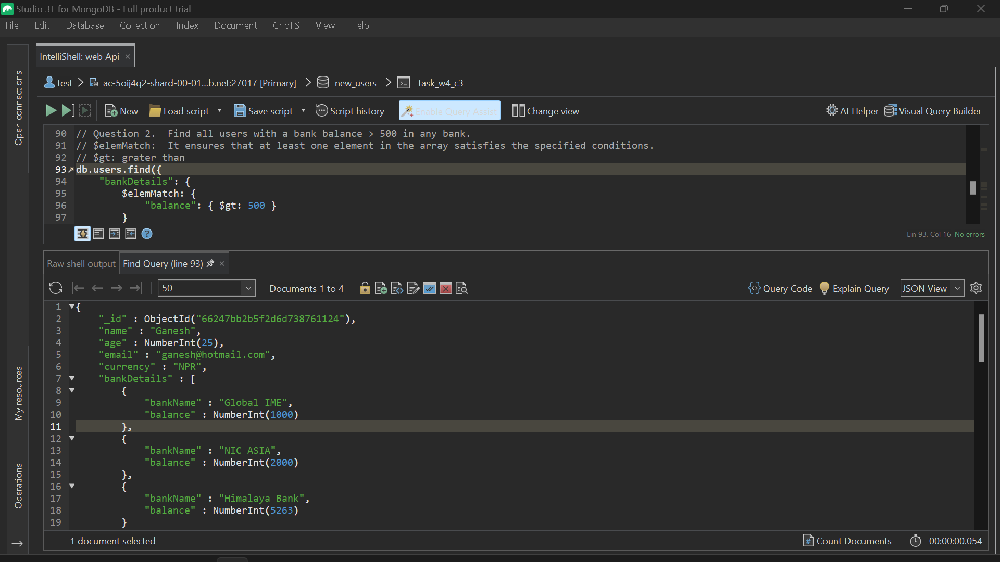 Studio 3T for MongoDB - Full product trial
File Edit Database Collection Index Document GridFS View Help
IntelliShell: web Api ×
test > ac-5oij4q2-shard-00-01...b.net:27017 [Primary] > new_users > task_w4_c3
New Load script Save script Script history Enable Query Assist Change view AI Helper Visual Query Builder
Open connections
90 // Question 2.  Find all users with a bank balance > 500 in any bank.
91 // $elemMatch:  It ensures that at least one element in the array satisfies the specified conditions.
92 // $gt: grater than
93 db.users.find({
94     "bankDetails": {
95         $elemMatch: {
96             "balance": { $gt: 500 }
97         }
Lin 93, Col 16 No errors
Raw shell output Find Query (line 93) ×
50 Documents 1 to 4 Query Code Explain Query JSON View
1 {
2     "_id" : ObjectId("66247bb2b5f2d6d738761124"),
3     "name" : "Ganesh",
4     "age" : NumberInt(25),
5     "email" : "ganesh@hotmail.com",
6     "currency" : "NPR",
7     "bankDetails" : [
8         {
9             "bankName" : "Global IME",
10             "balance" : NumberInt(1000)
11         },
12         {
13             "bankName" : "NIC ASIA",
14             "balance" : NumberInt(2000)
15         },
16         {
17             "bankName" : "Himalaya Bank",
18             "balance" : NumberInt(5263)
19         }
My resources
Operations
1 document selected Count Documents 00:00:00.054